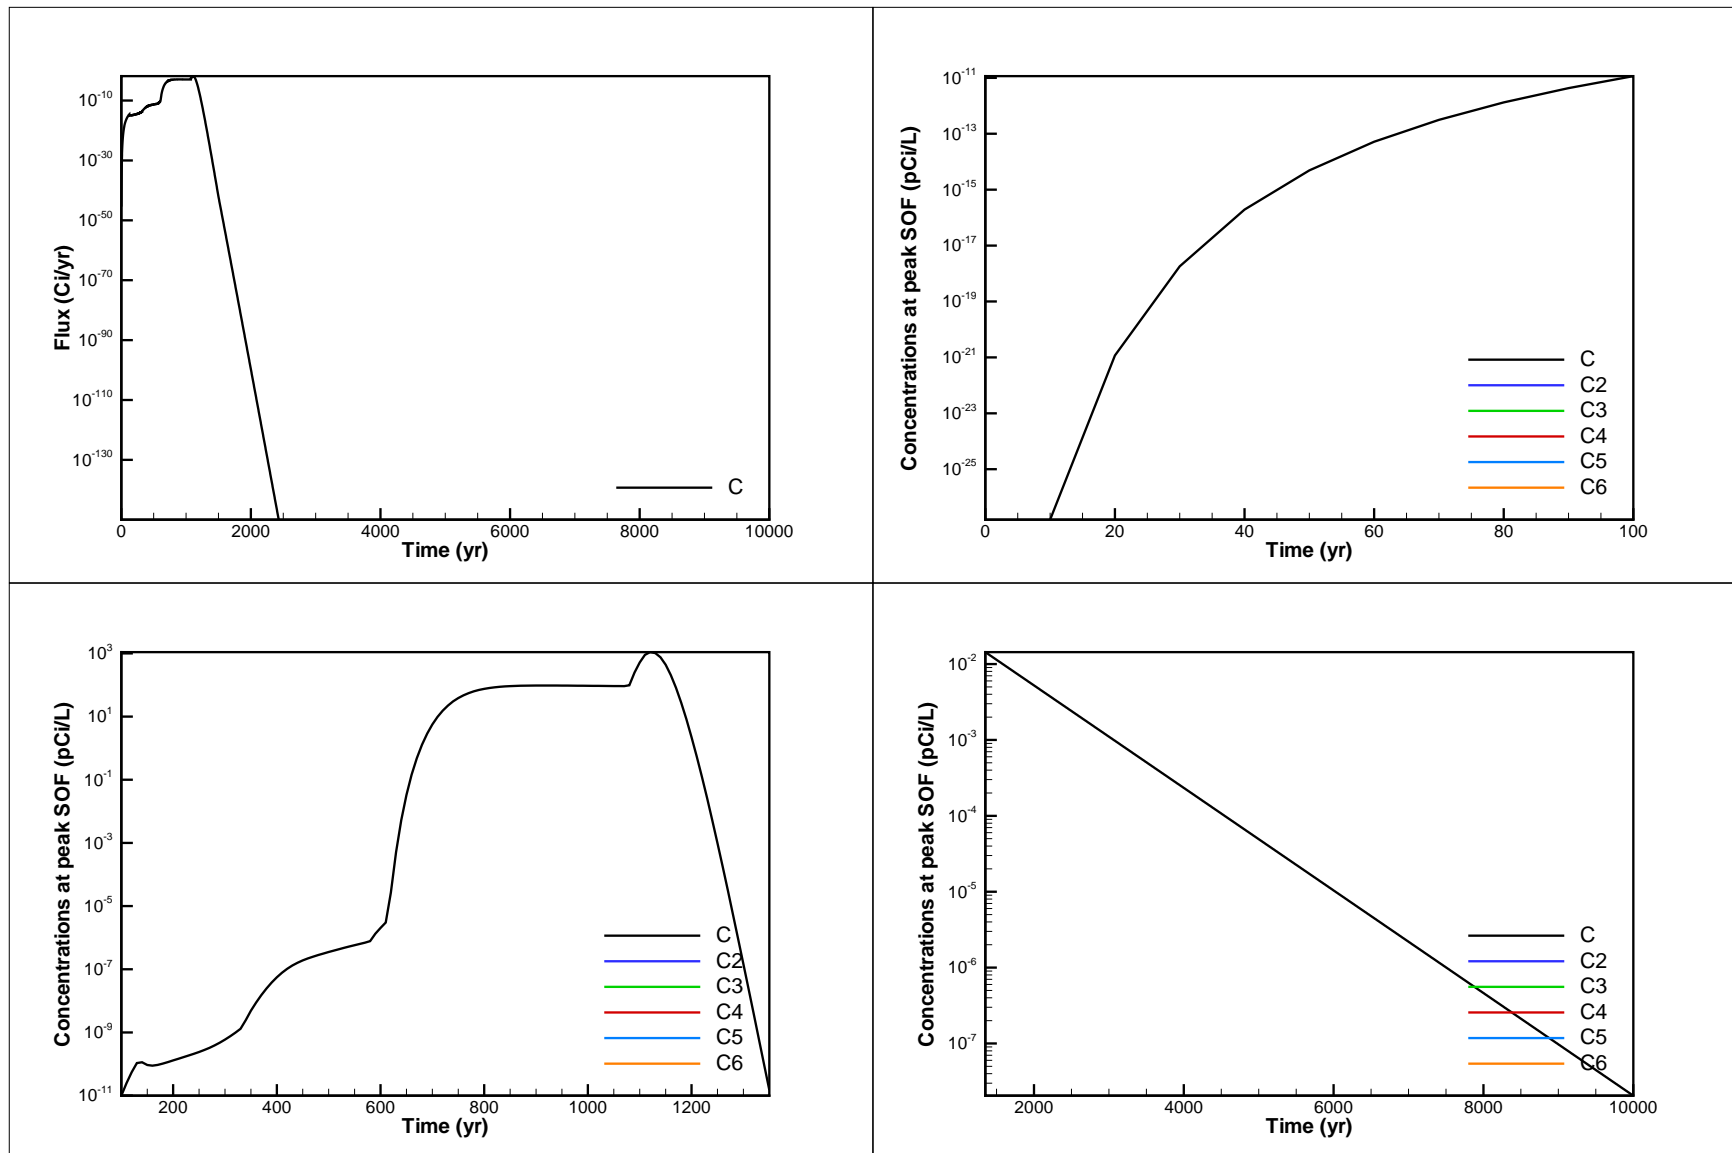 Flux (Ci/yr)
10^-10
10^-30
10^-50
10^-70
10^-90
10^-110
10^-130
0 2000 4000 6000 8000 10000
Time (yr)
C
Concentrations at peak SOF (pCi/L)
10^-11
10^-13
10^-15
10^-17
10^-19
10^-21
10^-23
10^-25
0 20 40 60 80 100
Time (yr)
C
C2
C3
C4
C5
C6
Concentrations at peak SOF (pCi/L)
10^3
10^1
10^-1
10^-3
10^-5
10^-7
10^-9
10^-11
200 400 600 800 1000 1200
Time (yr)
C
C2
C3
C4
C5
C6
Concentrations at peak SOF (pCi/L)
10^-2
10^-3
10^-4
10^-5
10^-6
10^-7
2000 4000 6000 8000 10000
Time (yr)
C
C2
C3
C4
C5
C6